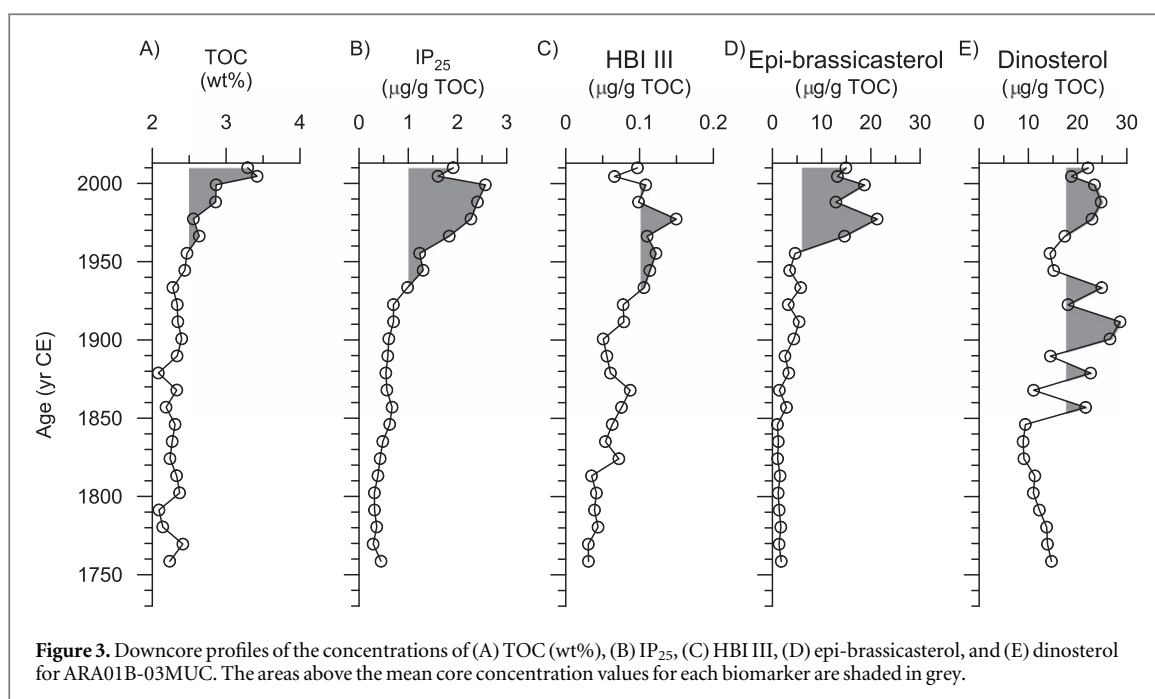 A) B) C) D) E)
TOC IP₂₅ HBI III Epi-brassicasterol Dinosterol
(wt%) (μg/g TOC) (μg/g TOC) (μg/g TOC) (μg/g TOC)
2 3 4 0 1 2 3 0 0.1 0.2 0 10 20 30 0 10 20 30
2000
1950
1900
1850
1800
1750
Age (yr CE)
Figure 3. Downcore profiles of the concentrations of (A) TOC (wt%), (B) IP₂₅, (C) HBI III, (D) epi-brassicasterol, and (E) dinosterol
for ARA01B-03MUC. The areas above the mean core concentration values for each biomarker are shaded in grey.